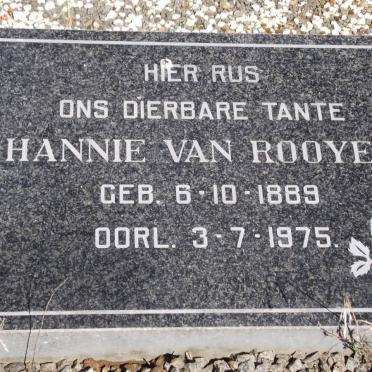 HIER RUS
ONS DIERBARE TANTE
HANNIE VAN ROOYE
GEB. 6-10-1889
OORL. 3-7-1975.